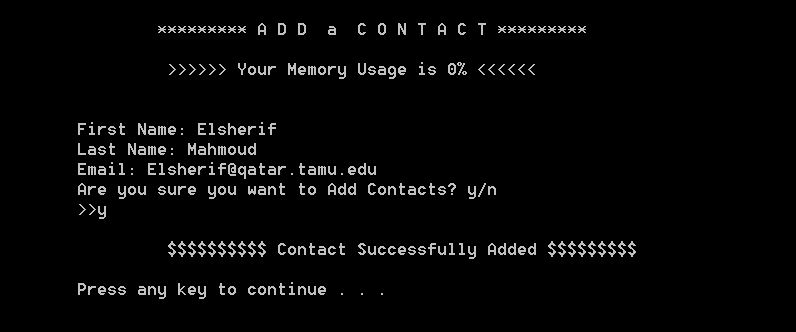 ********* A D D  a  C O N T A C T *********
>>>>>> Your Memory Usage is 0% <<<<<<
First Name: Elsherif
Last Name: Mahmoud
Email: Elsherif@qatar.tamu.edu
Are you sure you want to Add Contacts? y/n
>>y
$$$$$$$$$$ Contact Successfully Added $$$$$$$$$
Press any key to continue . . .